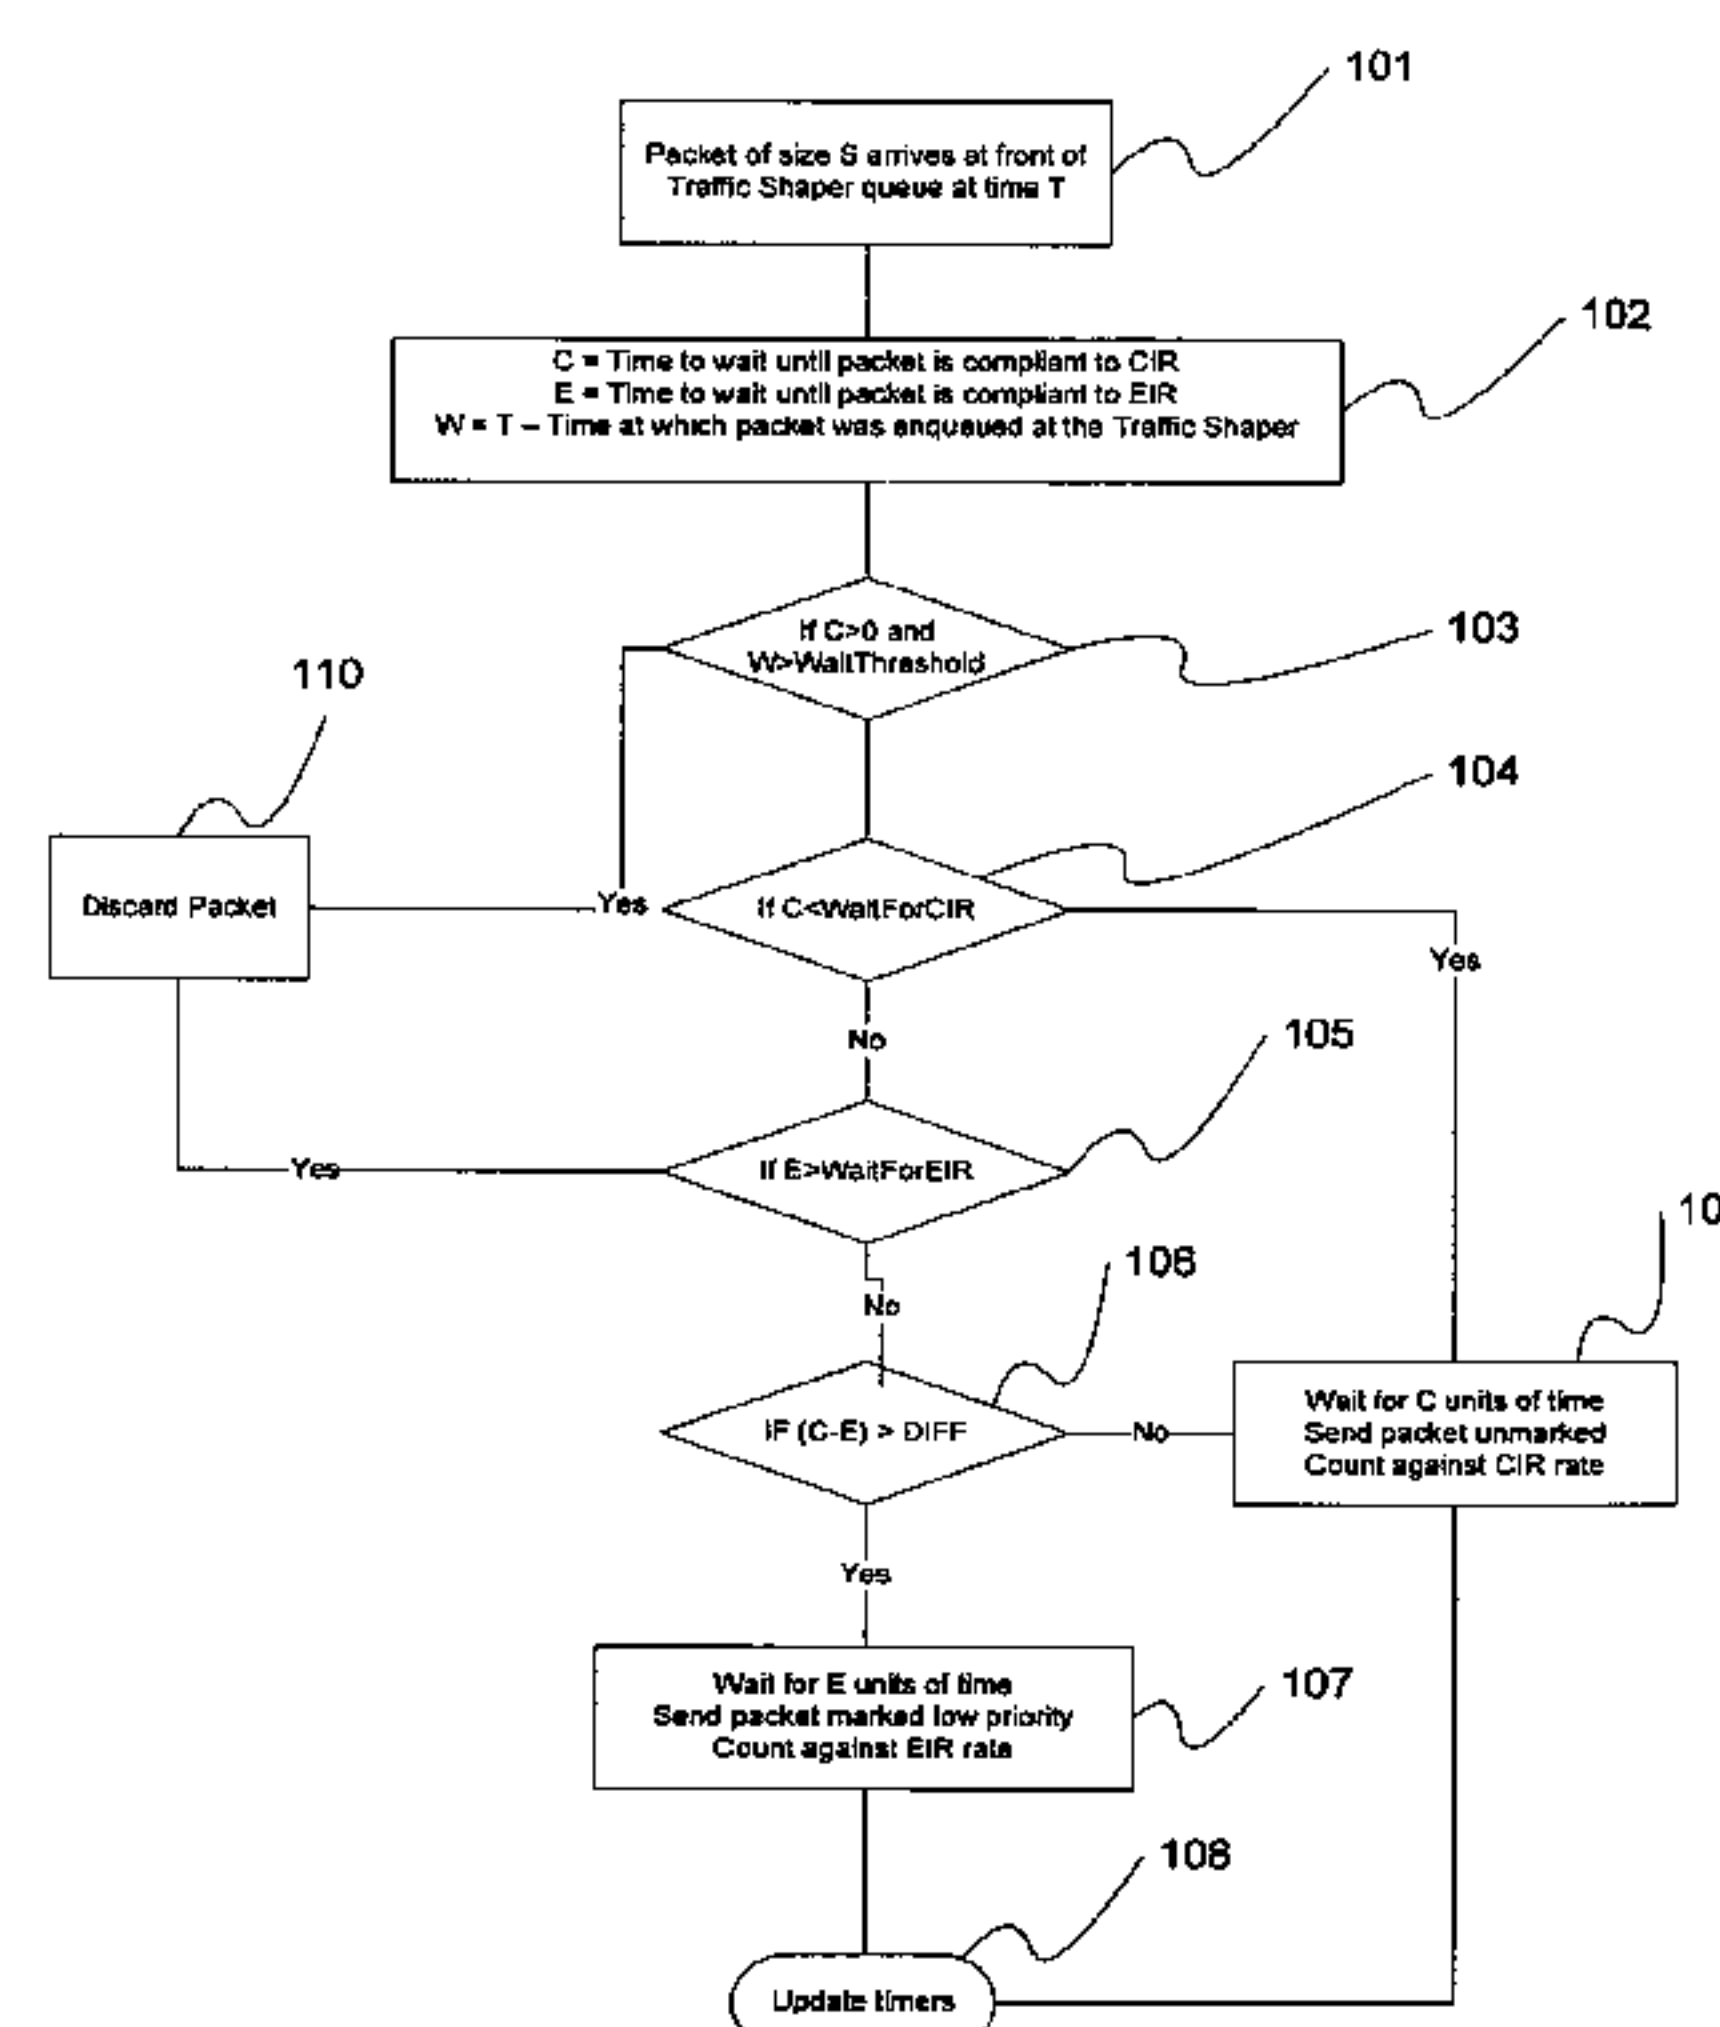 101
Packet of size S arrives at front of
Traffic Shaper queue at time T
102
C = Time to wait until packet is compliant to CIR
E = Time to wait until packet is compliant to EIR
W = T – Time at which packet was enqueued at the Traffic Shaper
103
If C>0 and
W>WaitThreshold
110
104
Discard Packet
Yes
If C<WaitForCIR
Yes
No
105
If E>WaitForEIR
Yes
10
No
106
IF (C-E) > DIFF
No
Wait for C units of time
Send packet unmarked
Count against CIR rate
Yes
107
Wait for E units of time
Send packet marked low priority
Count against EIR rate
108
Update timers